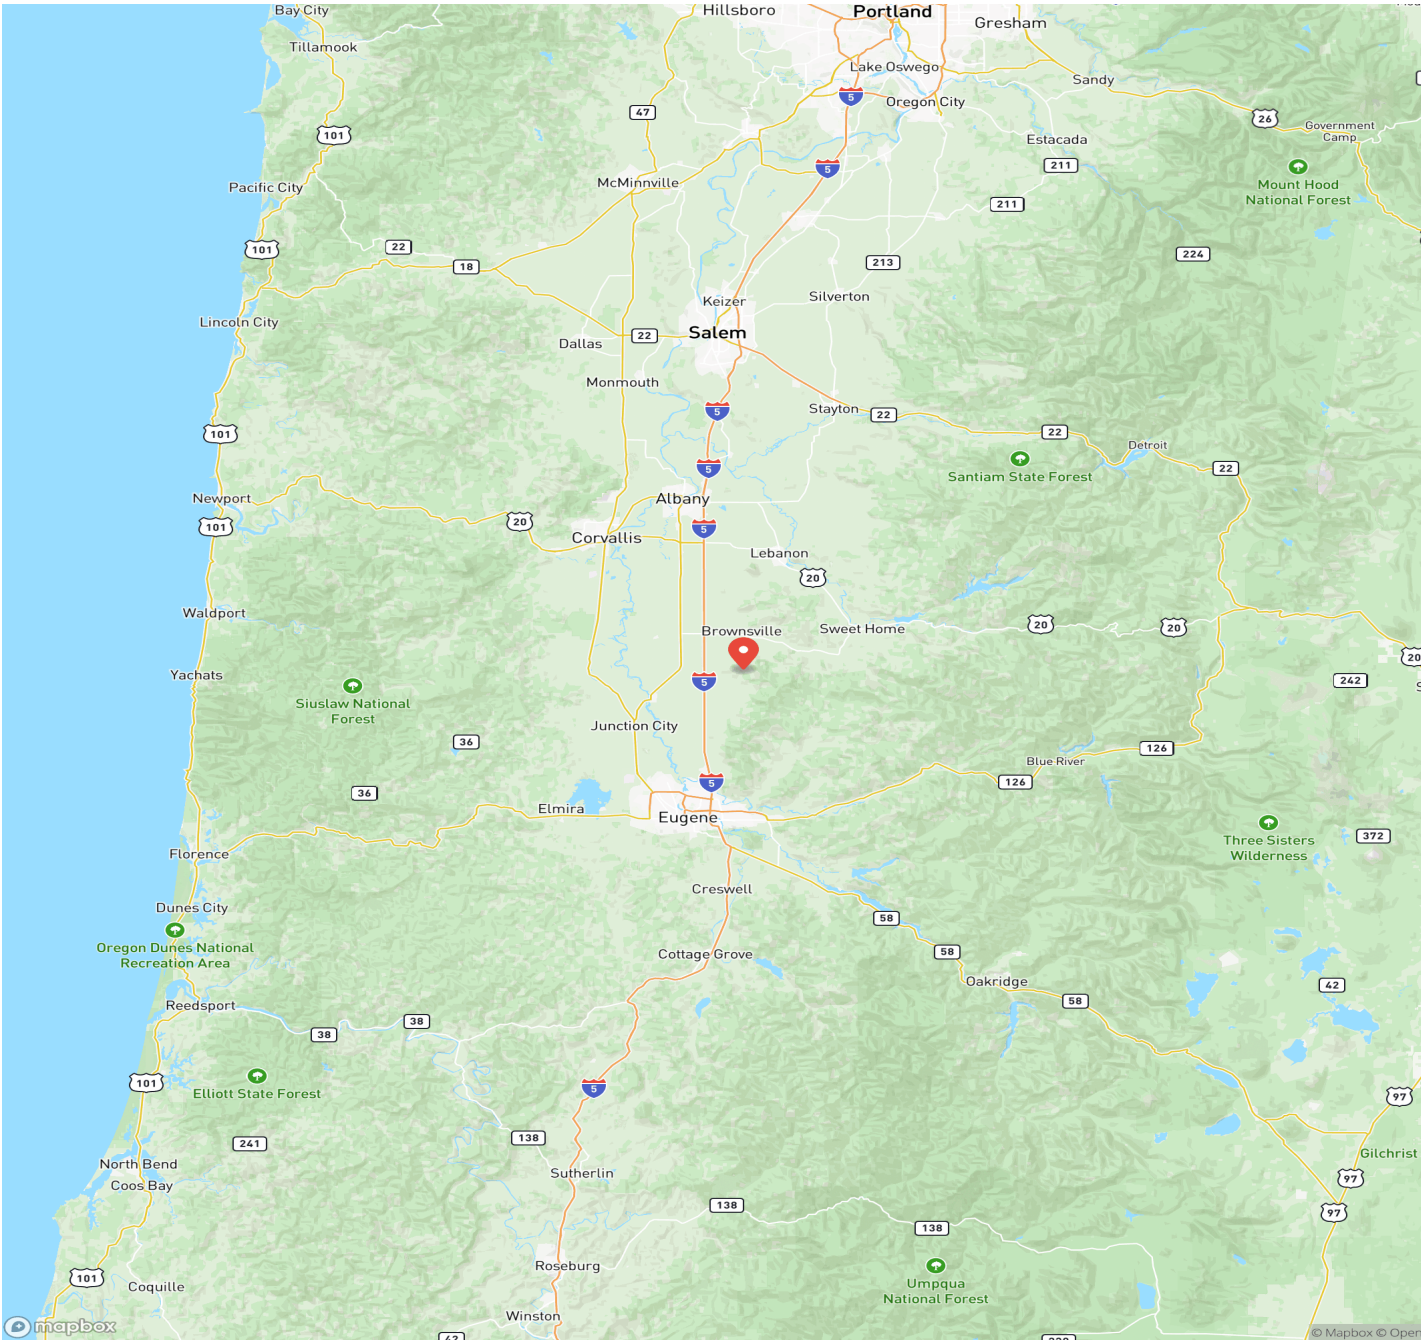 Bay City
Hillsboro
Portland
Gresham
Tillamook
Lake Oswego
Sandy
5
Oregon City
47
26
Government
Camp
101
Estacada
5
211
Mount Hood
National Forest
McMinnville
Pacific City
211
101
22
18
213
224
Keizer
Silverton
Lincoln City
Salem
22
Dallas
Monmouth
5
Stayton
22
101
22
Detroit
5
22
Santiam State Forest
Newport
Albany
101
20
5
Corvallis
Lebanon
20
Waldport
Brownsville
Sweet Home
20
20
20
Yachats
5
242
Siuslaw National
Forest
Junction City
36
126
Blue River
5
126
36
Elmira
Eugene
Three Sisters
Wilderness
372
Florence
Creswell
Dunes City
58
Oregon Dunes National
Recreation Area
Cottage Grove
58
Oakridge
42
Reedsport
58
38
38
101
5
97
Elliott State Forest
138
241
Gilchrist
North Bend
Coos Bay
Sutherlin
97
138
97
138
Roseburg
101
Coquille
Umpqua
National Forest
Winston
mapbox
© Mapbox © Open